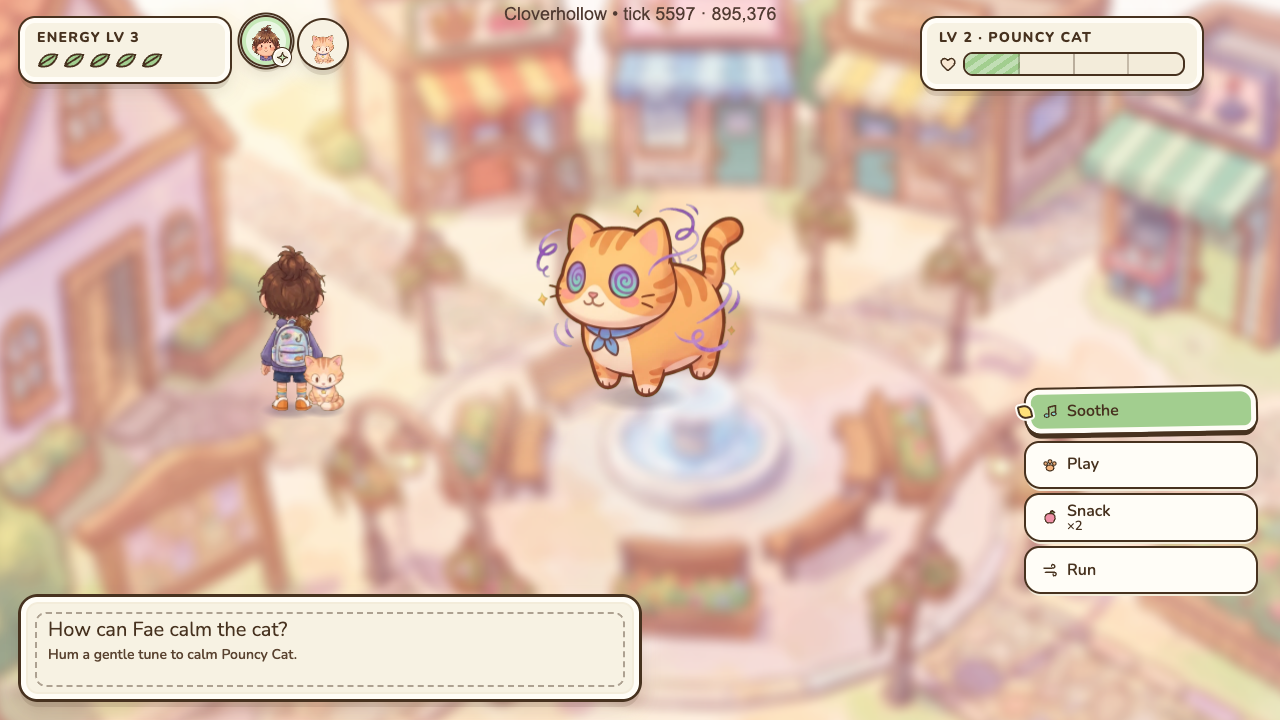 Cloverhollow • tick 5597 · 895,376
ENERGY LV 3
LV 2 · POUNCY CAT
Soothe
Play
Snack
×2
Run
How can Fae calm the cat?
Hum a gentle tune to calm Pouncy Cat.